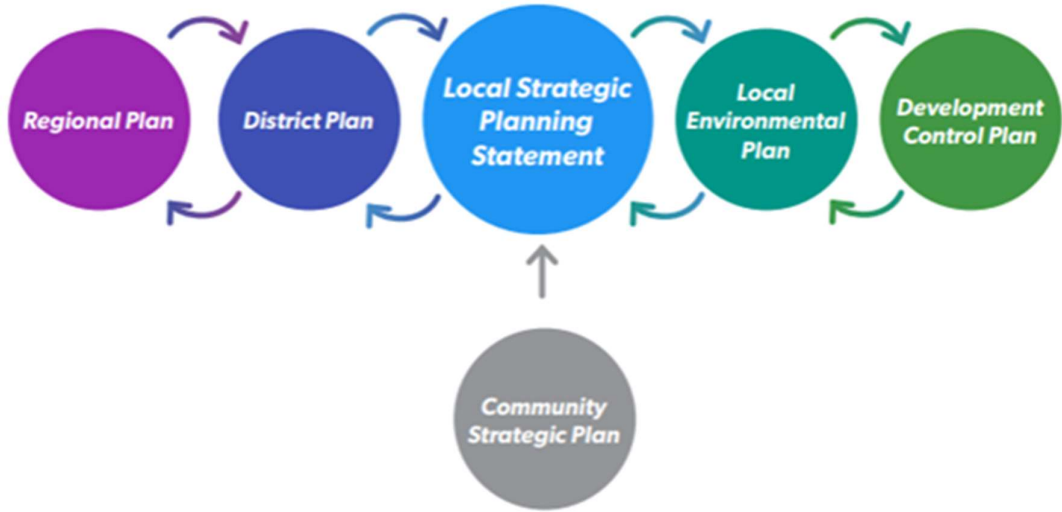 Regional Plan
District Plan
Local Strategic
Planning
Statement
Local
Environmental
Plan
Development
Control Plan
Community
Strategic Plan